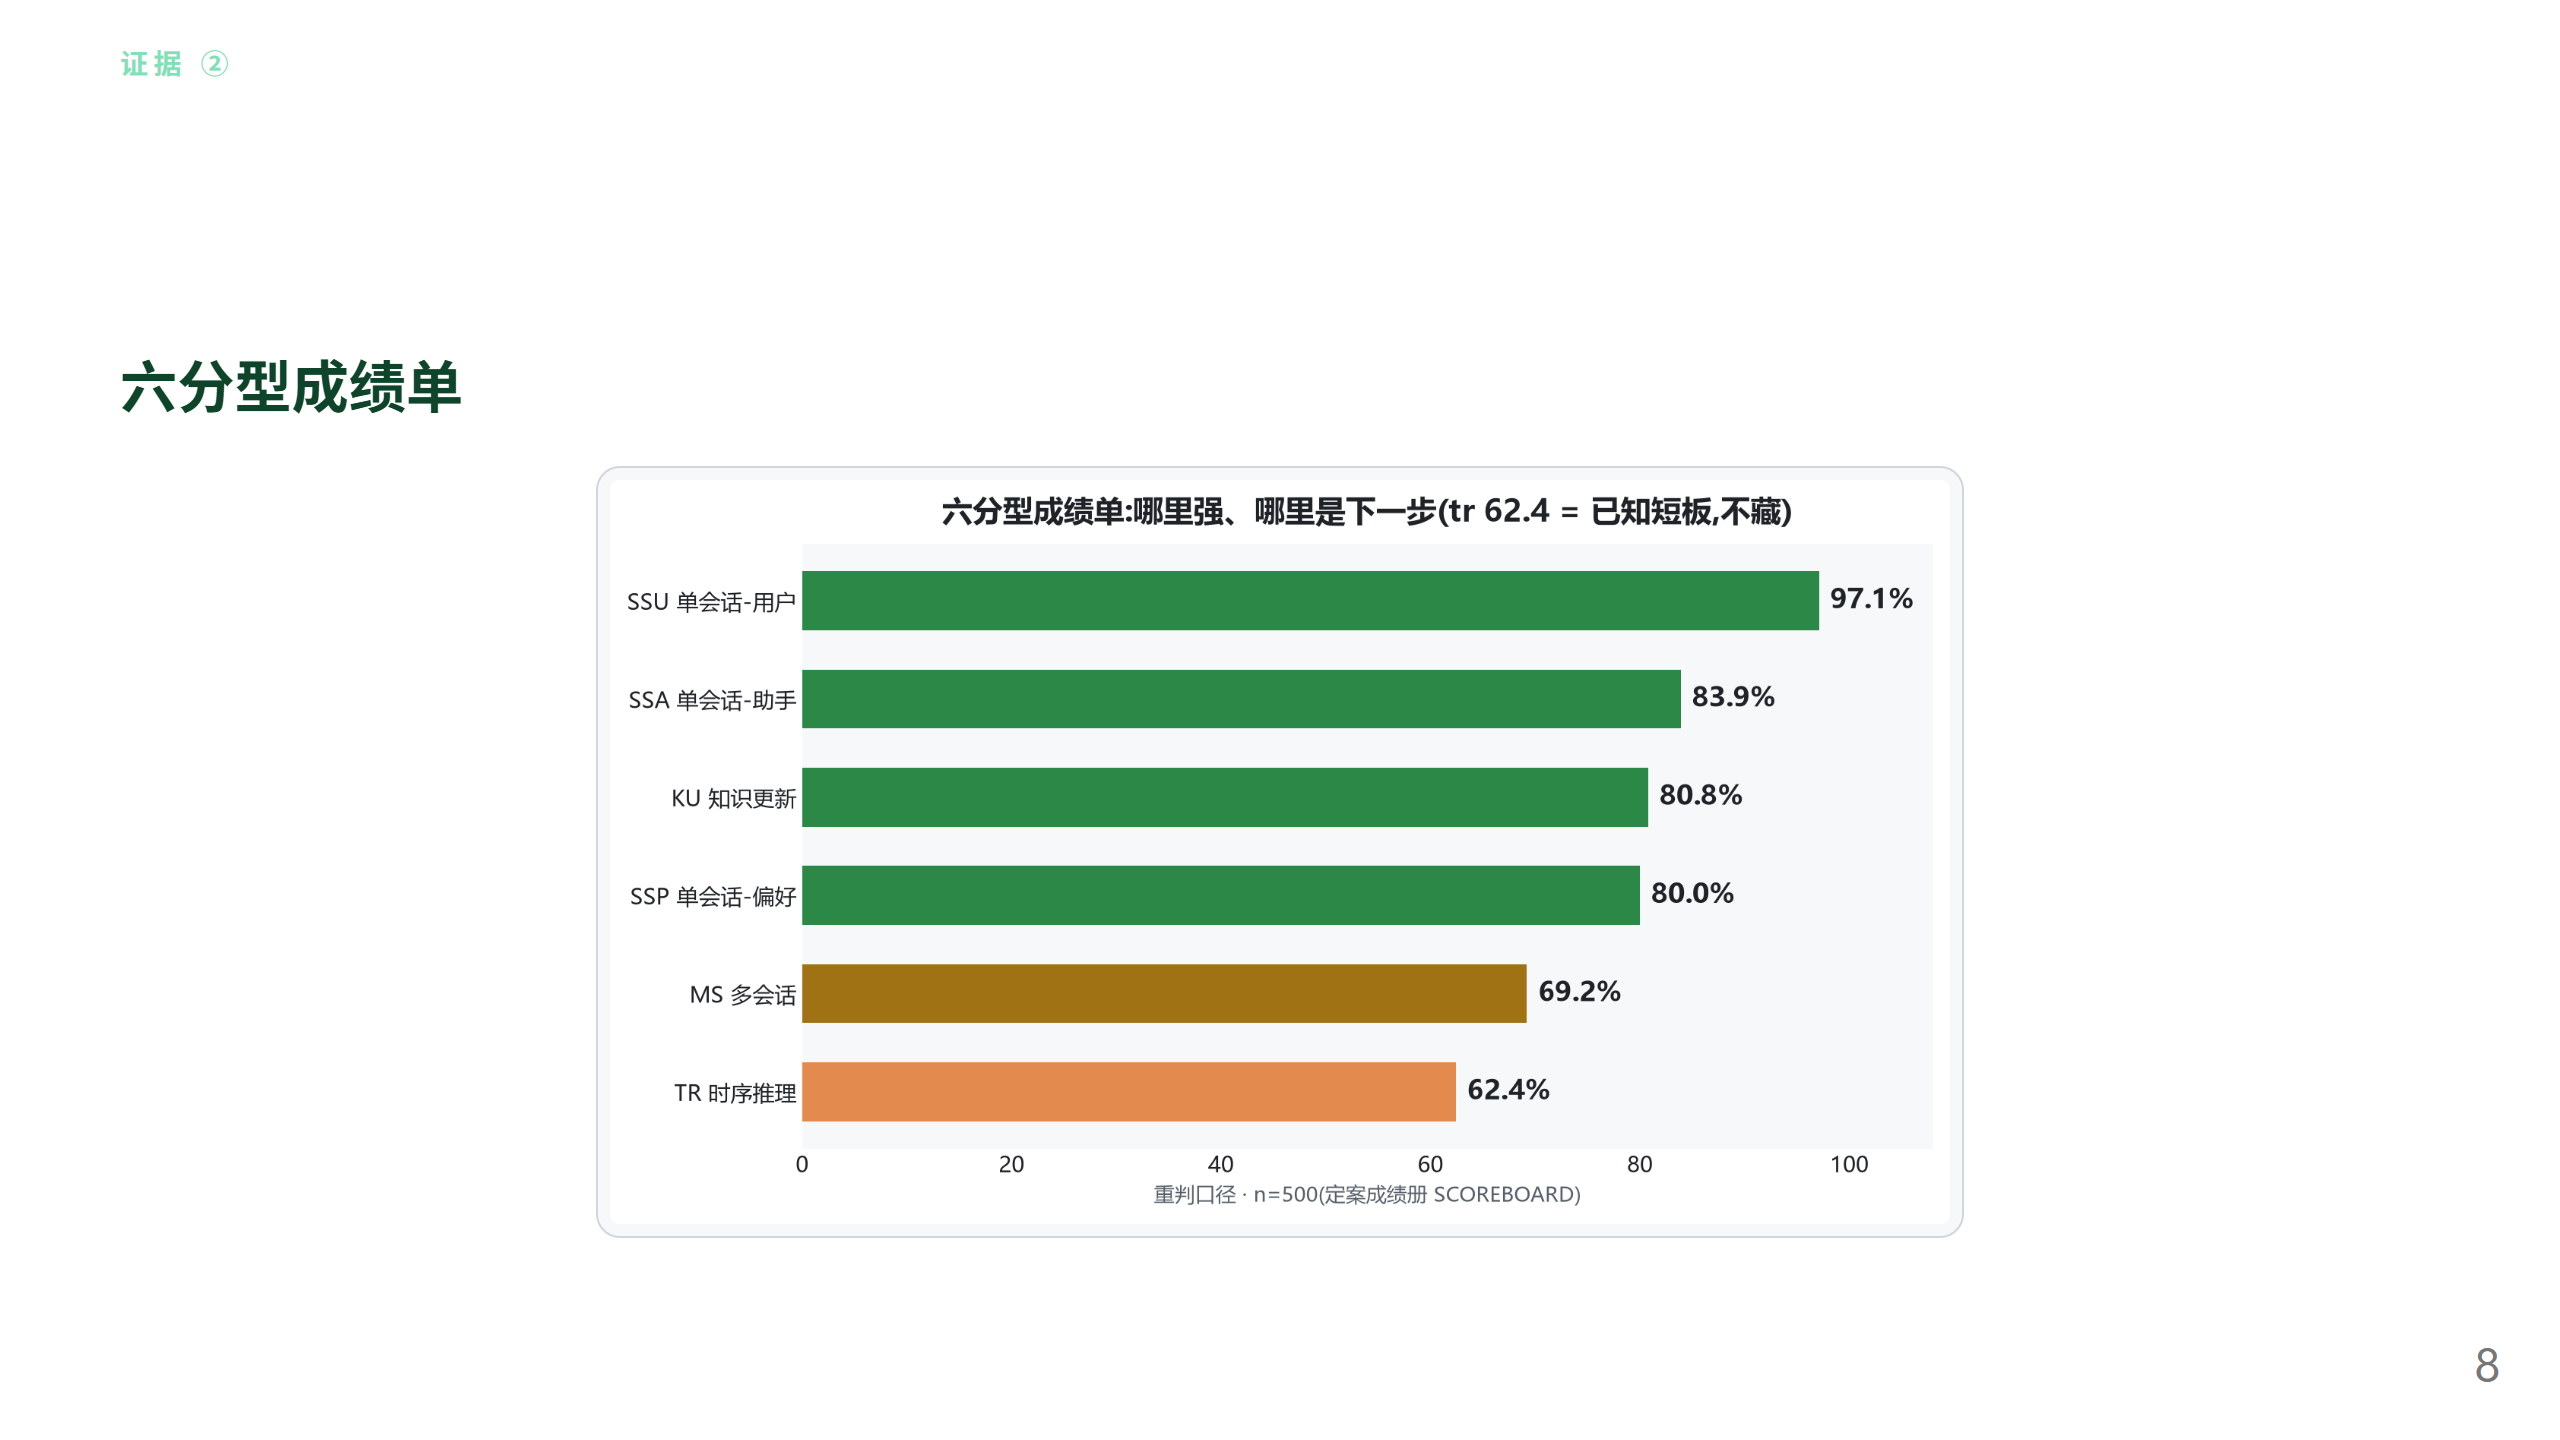 证据 ②
六分型成绩单
六分型成绩单:哪里强、哪里是下一步(tr 62.4 = 已知短板,不藏)
SSU 单会话-用户 97.1%
SSA 单会话-助手 83.9%
KU 知识更新 80.8%
SSP 单会话-偏好 80.0%
MS 多会话 69.2%
TR 时序推理 62.4%
0 20 40 60 80 100
重判口径 · n=500(定案成绩册 SCOREBOARD)
8